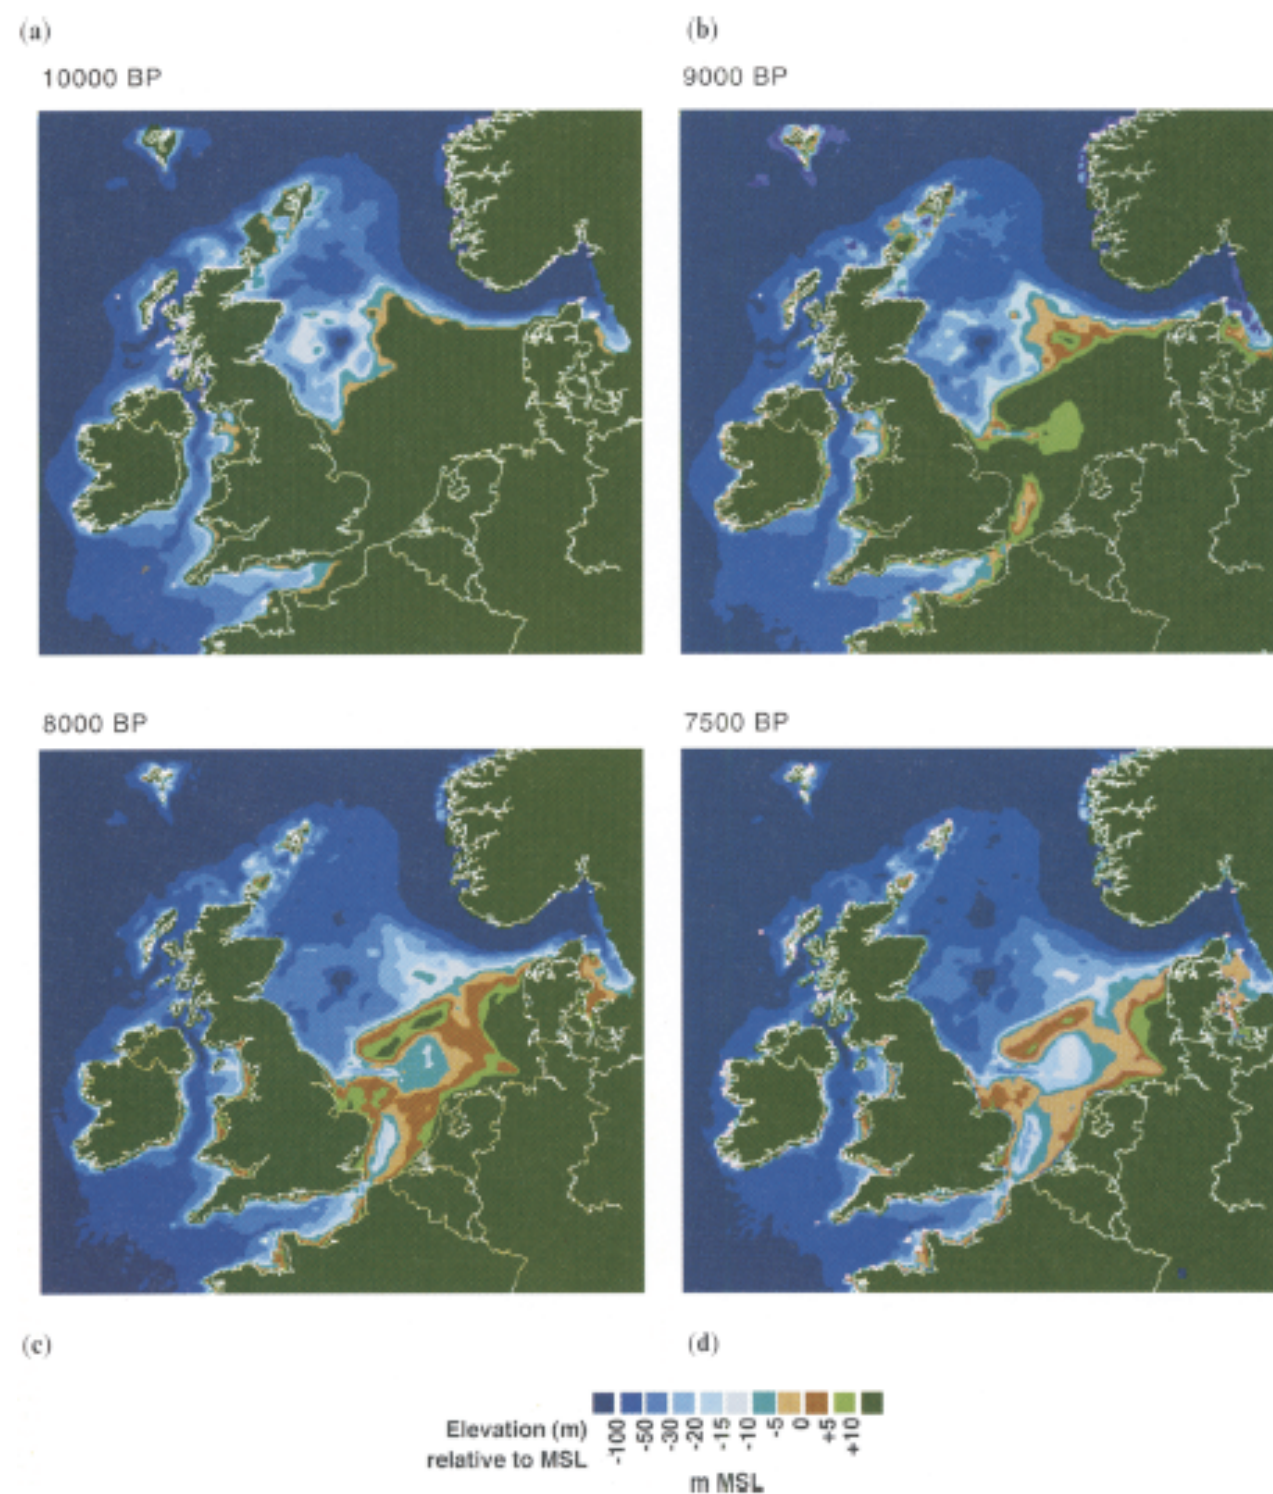 (a)
(b)
10000 BP
9000 BP
8000 BP
7500 BP
(c)
(d)
Elevation (m)
relative to MSL
-100 -50 -30 -20 -15 -10 -5 0 +5 +10
m MSL